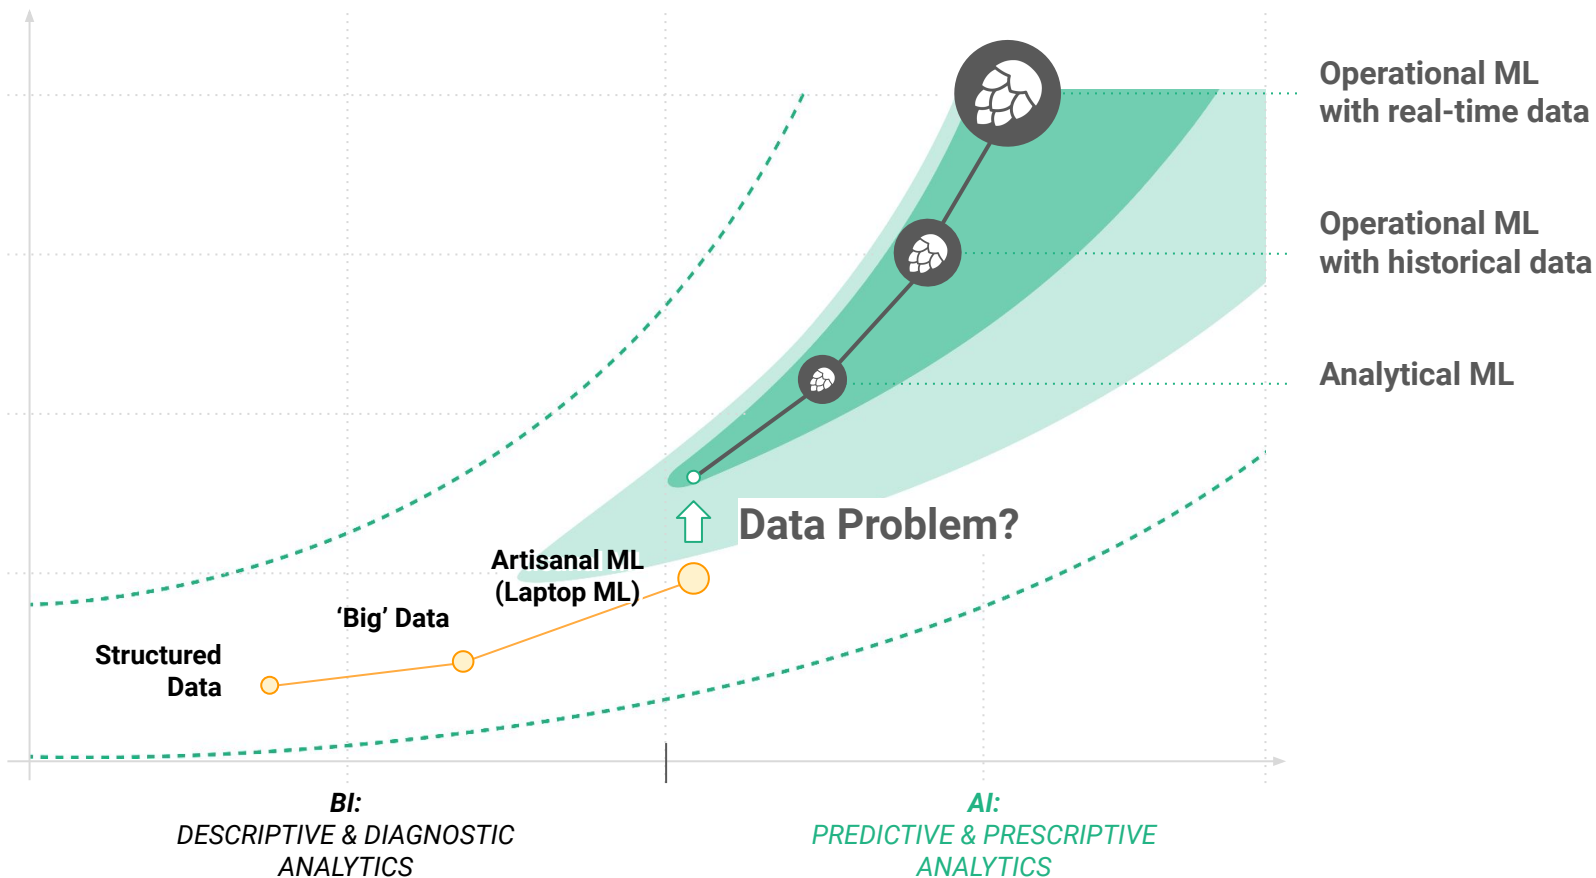 Operational ML
with real-time data
Operational ML
with historical data
Analytical ML
Data Problem?
Artisanal ML
(Laptop ML)
‘Big’ Data
Structured
Data
BI:
DESCRIPTIVE & DIAGNOSTIC
ANALYTICS
AI:
PREDICTIVE & PRESCRIPTIVE
ANALYTICS